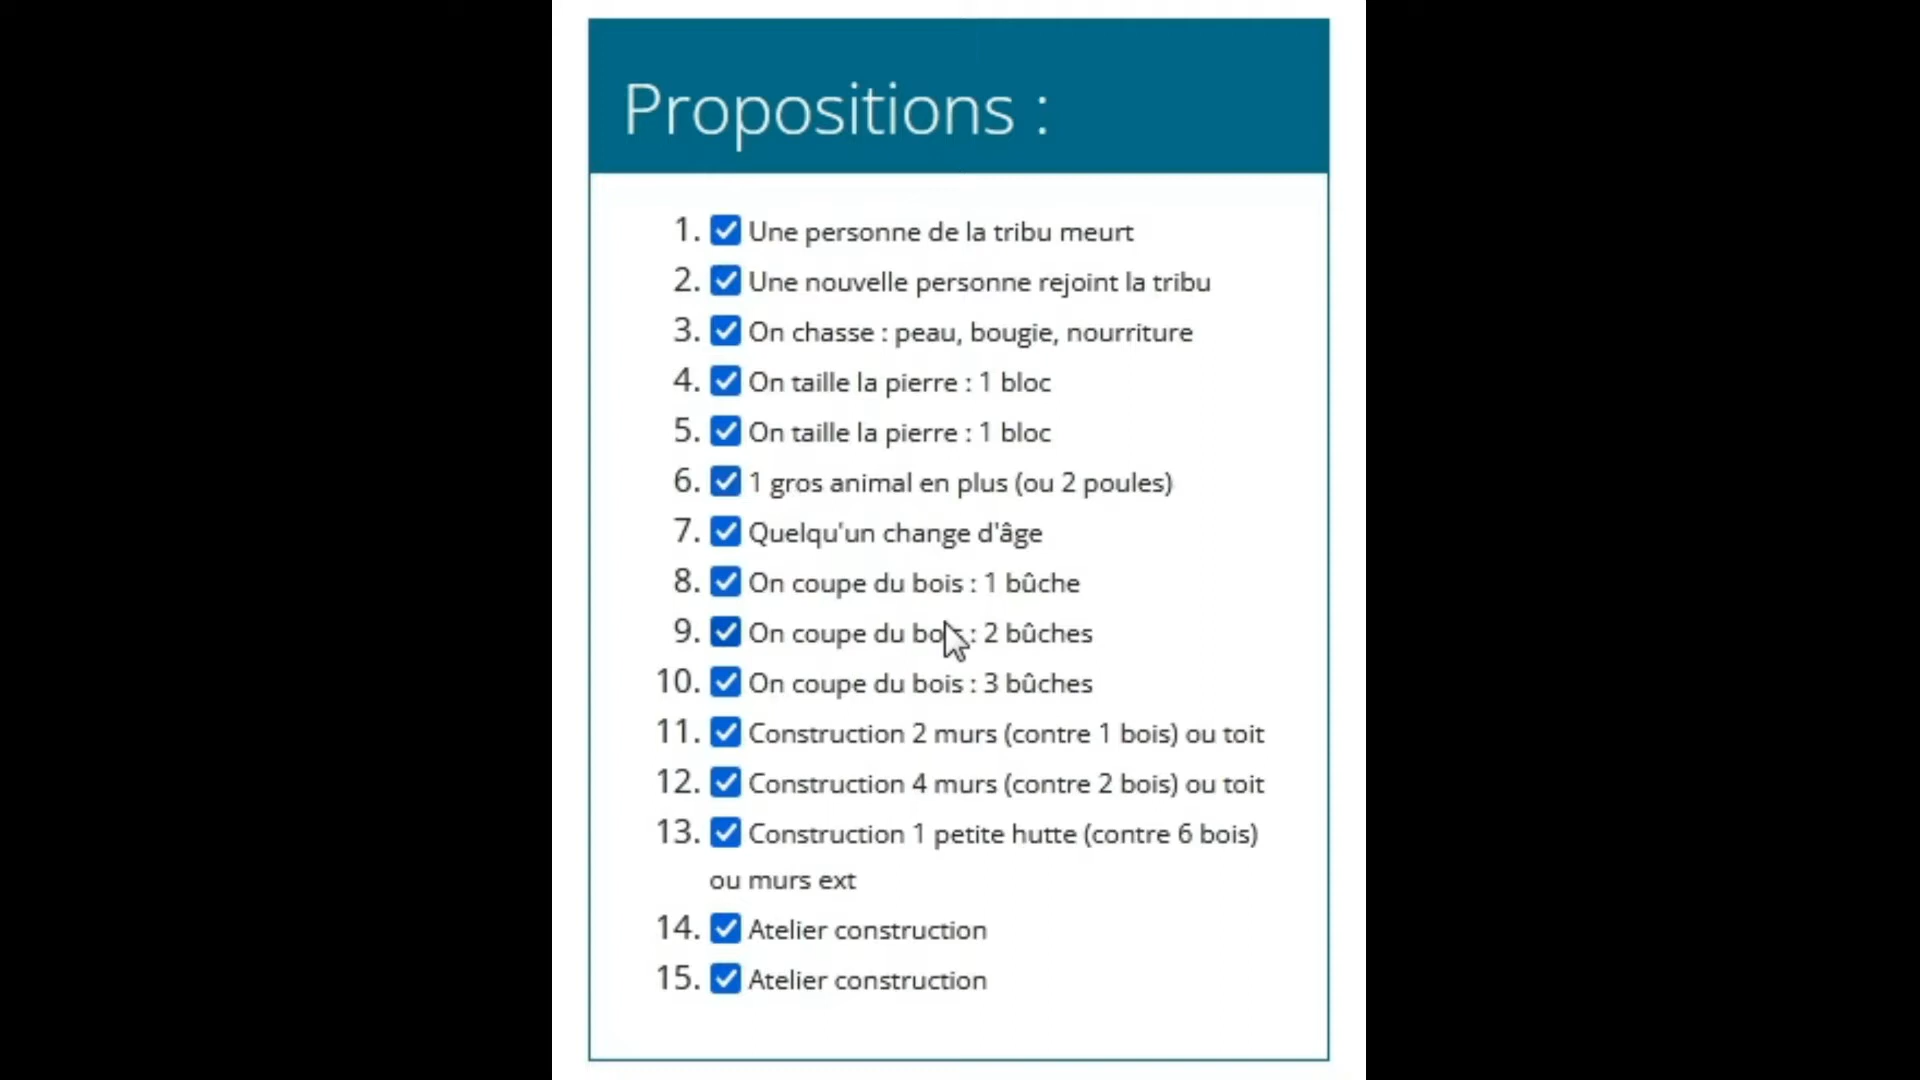 Propositions :
1. Une personne de la tribu meurt
2. Une nouvelle personne rejoint la tribu
3. On chasse : peau, bougie, nourriture
4. On taille la pierre : 1 bloc
5. On taille la pierre : 1 bloc
6. 1 gros animal en plus (ou 2 poules)
7. Quelqu'un change d'âge
8. On coupe du bois : 1 bûche
9. On coupe du bois : 2 bûches
10. On coupe du bois : 3 bûches
11. Construction 2 murs (contre 1 bois) ou toit
12. Construction 4 murs (contre 2 bois) ou toit
13. Construction 1 petite hutte (contre 6 bois)
ou murs ext
14. Atelier construction
15. Atelier construction